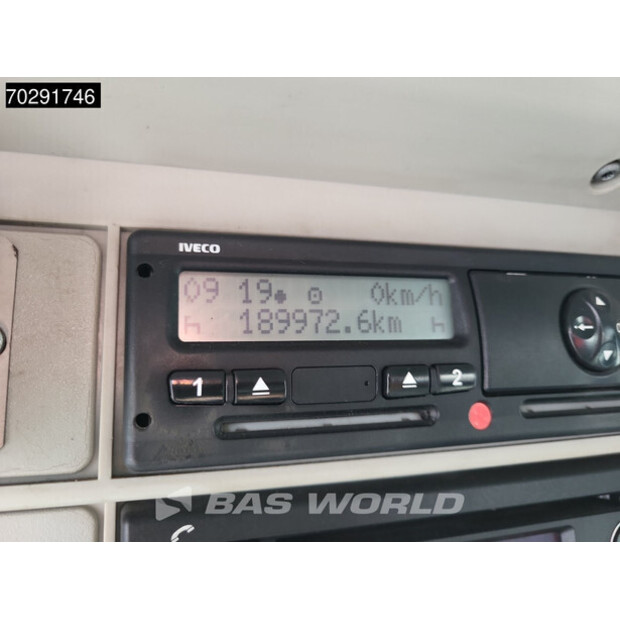 70291746
IVECO
09 19 0km/h
h 189972.6km h
1 2
BAS WORLD